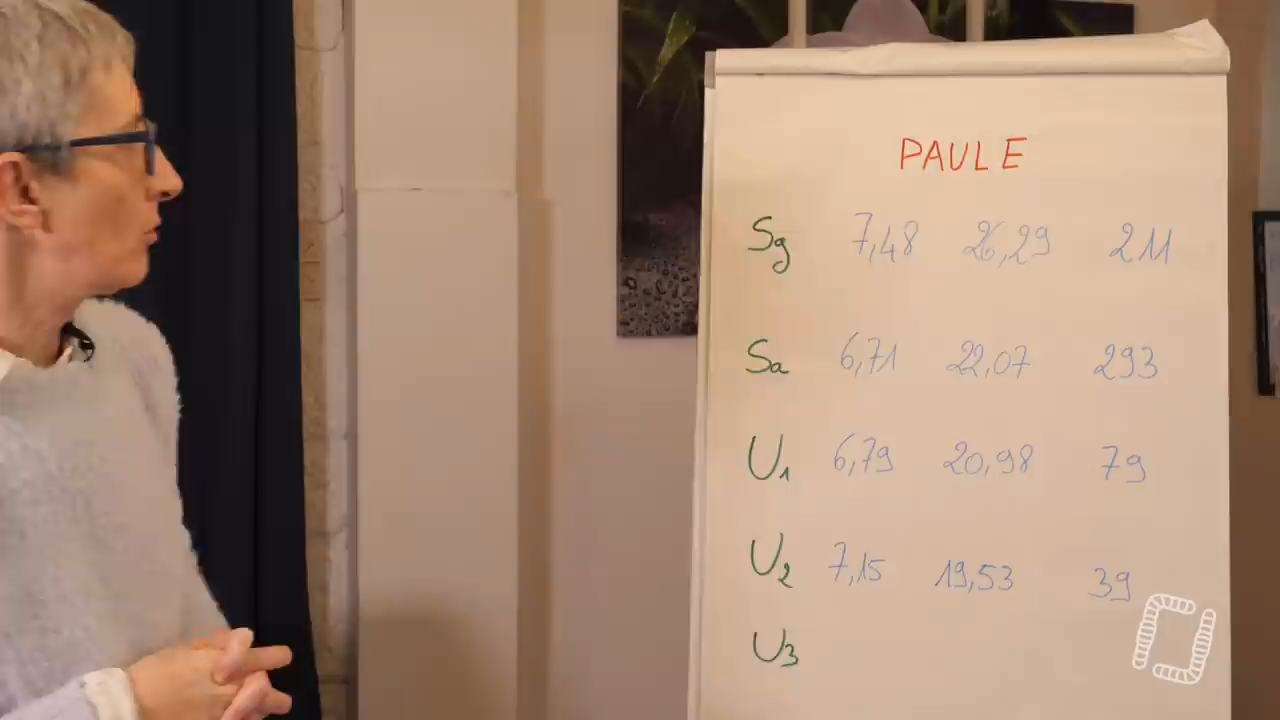 PAULE
Sg 7,48 26,29 211
Sa 6,71 22,07 293
U1 6,79 20,98 79
U2 7,15 19,53 39
U3